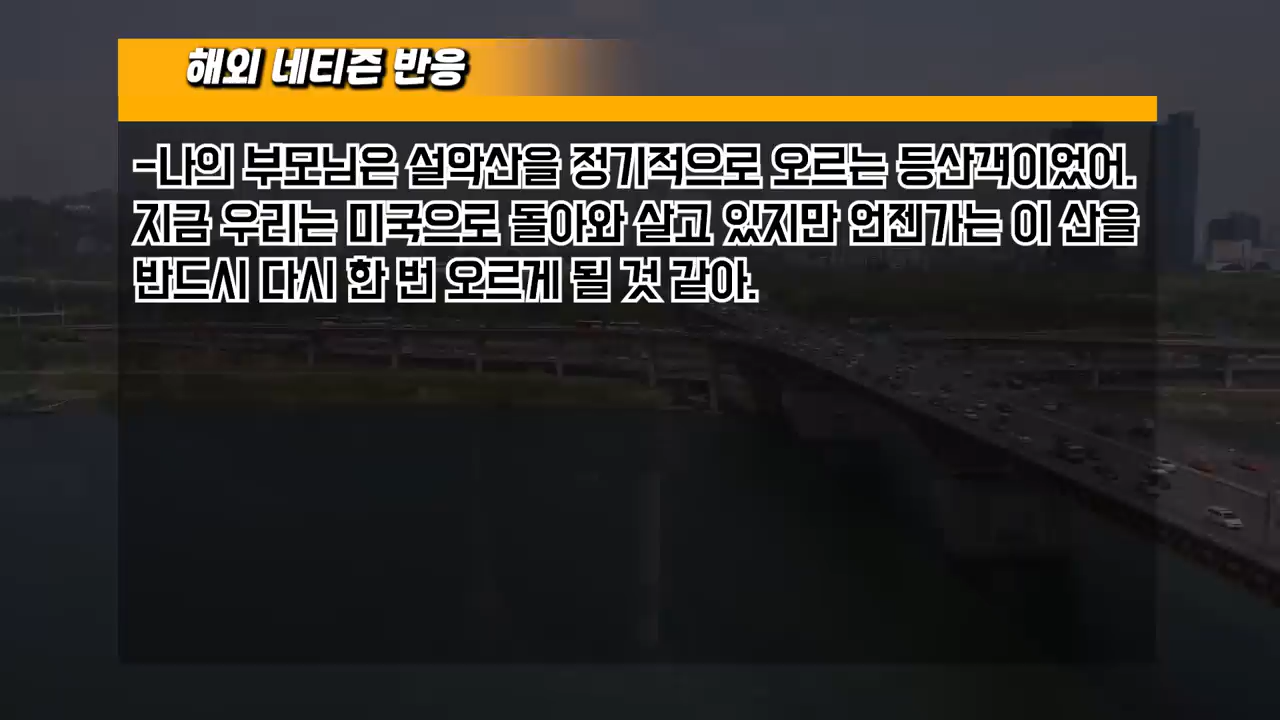 해외 네티즌 반응
-나의 부모님은 설악산을 정기적으로 오르는 등산객이었어.
지금 우리는 미국으로 돌아와 살고 있지만 언젠가는 이 산을
반드시 다시 한 번 오르게 될 것 같아.